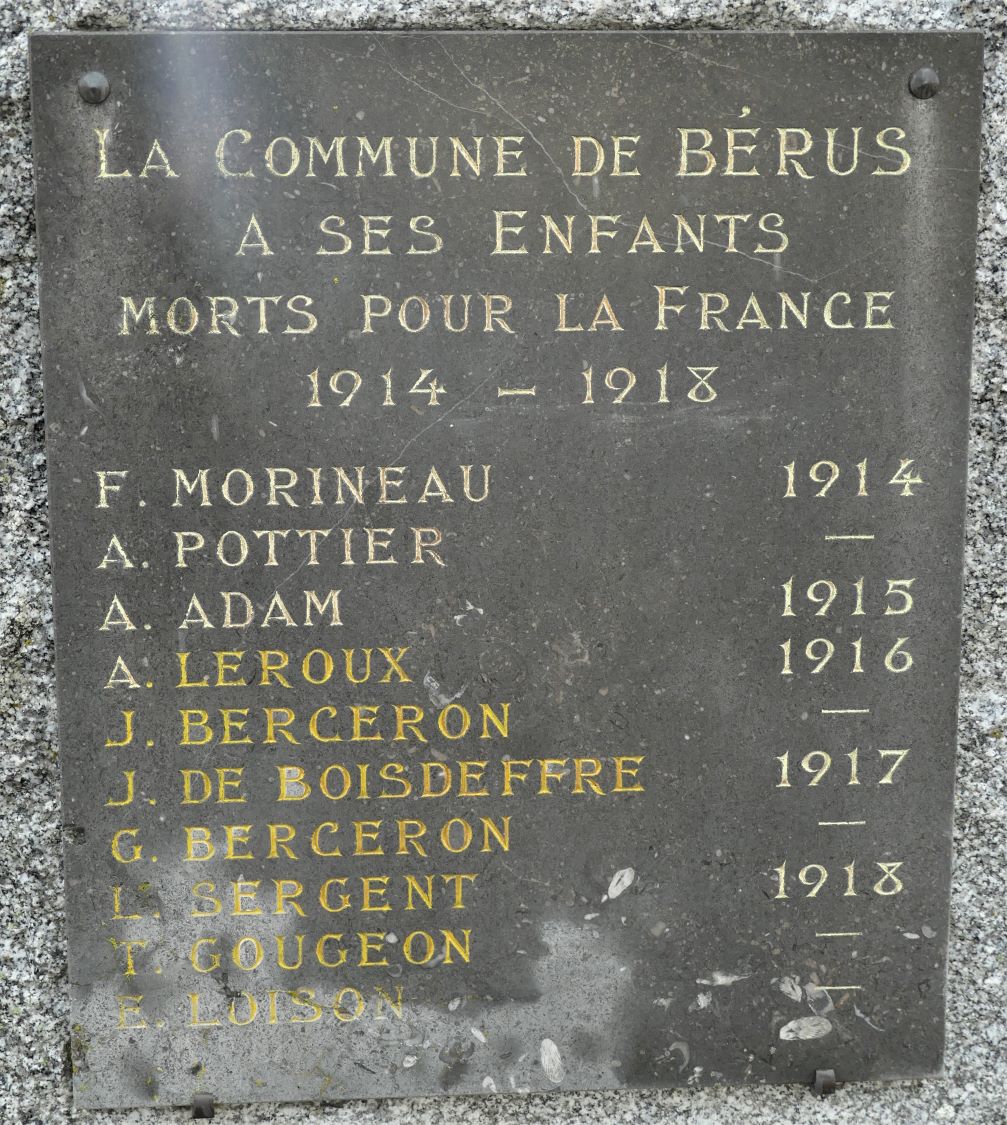 LA COMMUNE DE BÉRUS
A SES ENFANTS
MORTS POUR LA FRANCE
1914 – 1918
F. MORINEAU 1914
A. POTTIER —
A. ADAM 1915
A. LEROUX 1916
J. BERCERON —
J. DE BOISDEFFRE 1917
G. BERCERON —
L. SERGENT 1918
T. GOUGEON —
E. LOISON —